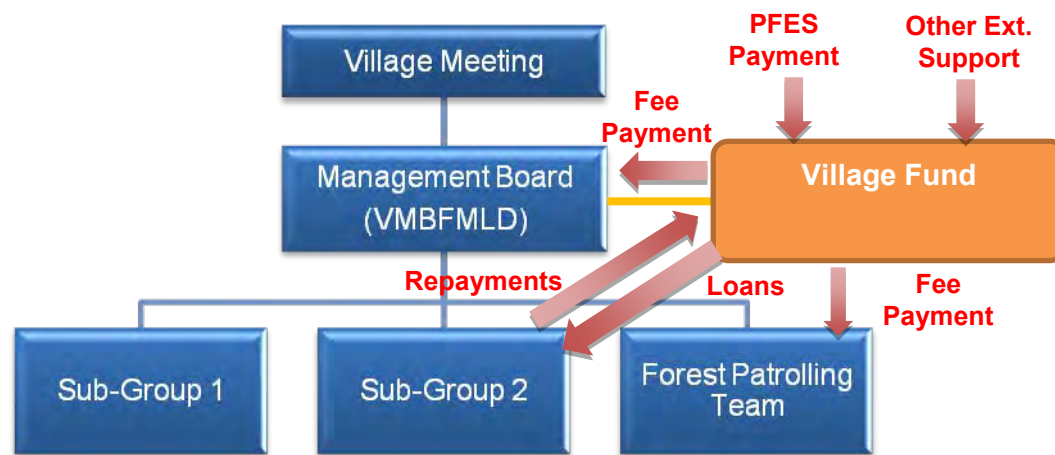 PFES
Payment
Other Ext.
Support
Village Meeting
Fee
Payment
Village Fund
Management Board
(VMBFMLD)
Repayments
Loans
Fee
Payment
Sub-Group 1
Sub-Group 2
Forest Patrolling
Team